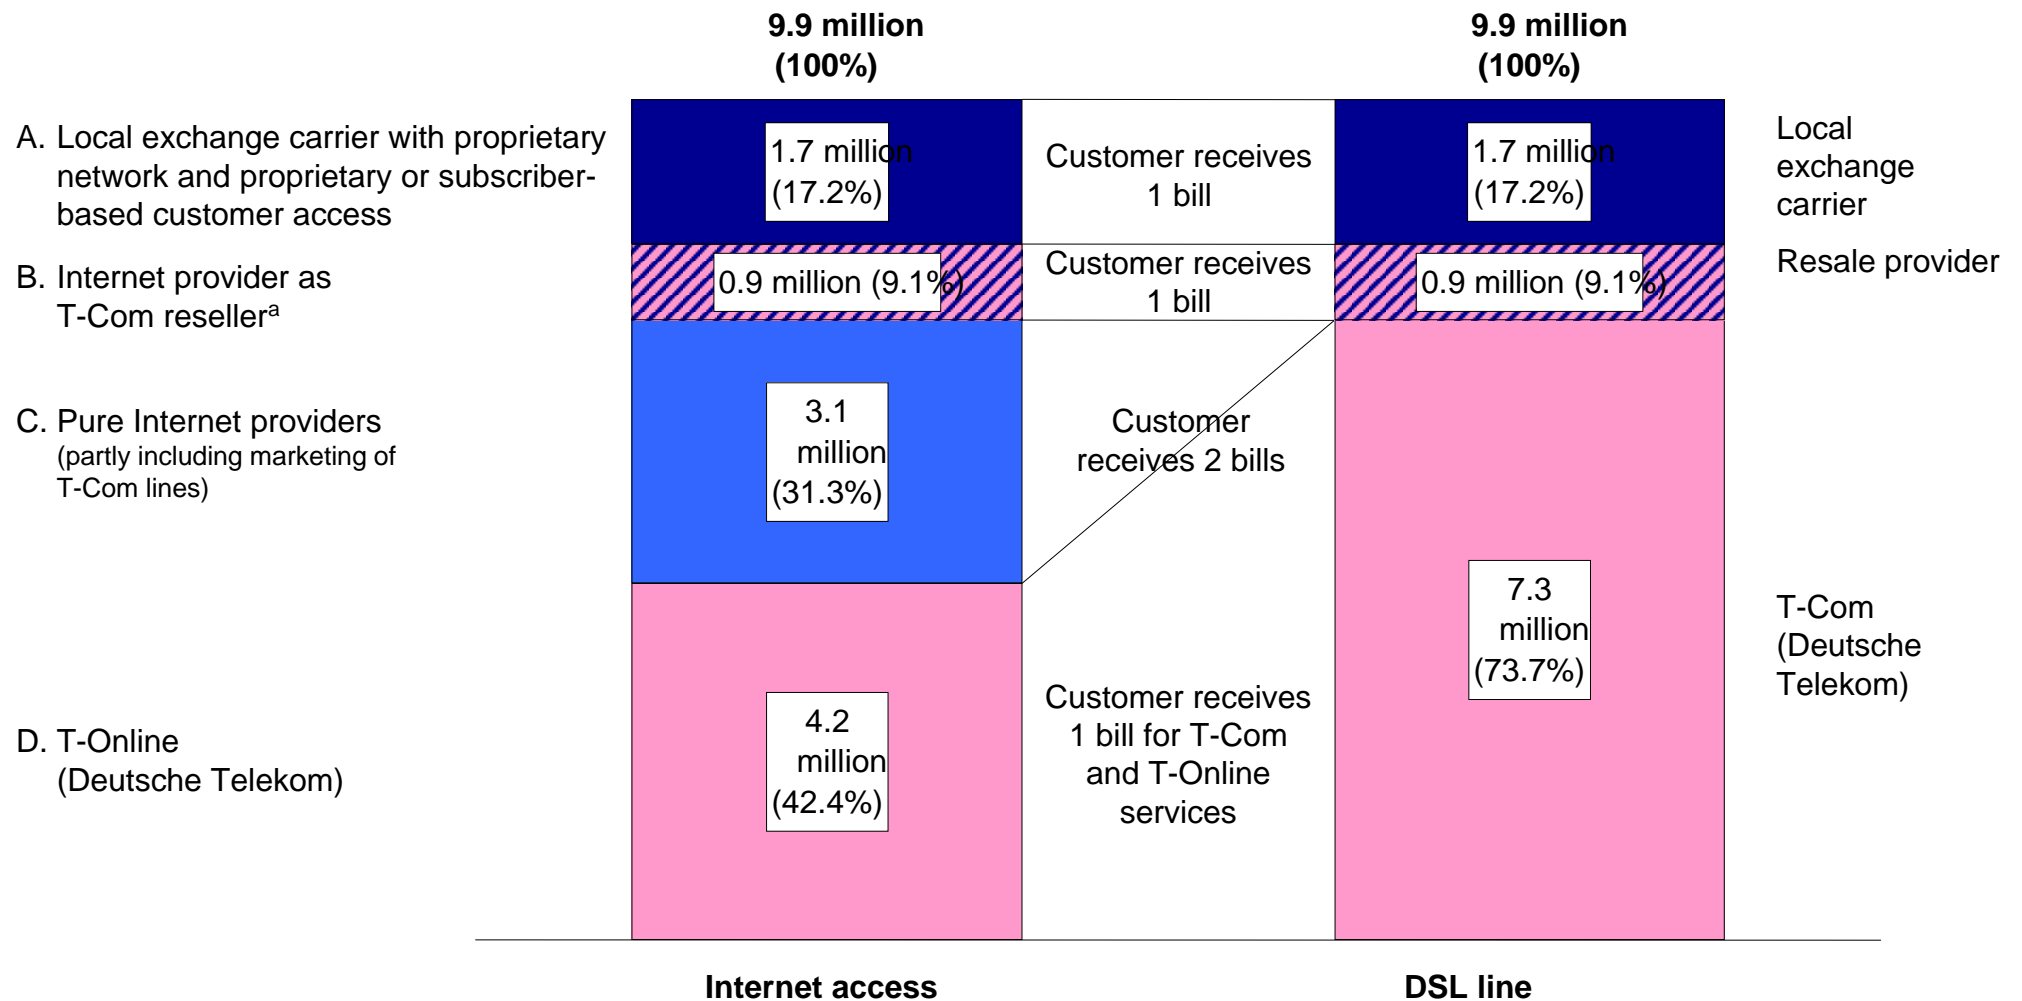 9.9 million
(100%)
9.9 million
(100%)
A. Local exchange carrier with proprietary
network and proprietary or subscriber-
based customer access
1.7 million
(17.2%)
Customer receives
1 bill
1.7 million
(17.2%)
Local
exchange
carrier
B. Internet provider as
T-Com resellerᵃ
0.9 million (9.1%)
Customer receives
1 bill
0.9 million (9.1%)
Resale provider
C. Pure Internet providers
(partly including marketing of
T-Com lines)
3.1
million
(31.3%)
Customer
receives 2 bills
7.3
million
(73.7%)
T-Com
(Deutsche
Telekom)
D. T-Online
(Deutsche Telekom)
4.2
million
(42.4%)
Customer receives
1 bill for T-Com
and T-Online
services
Internet access
DSL line